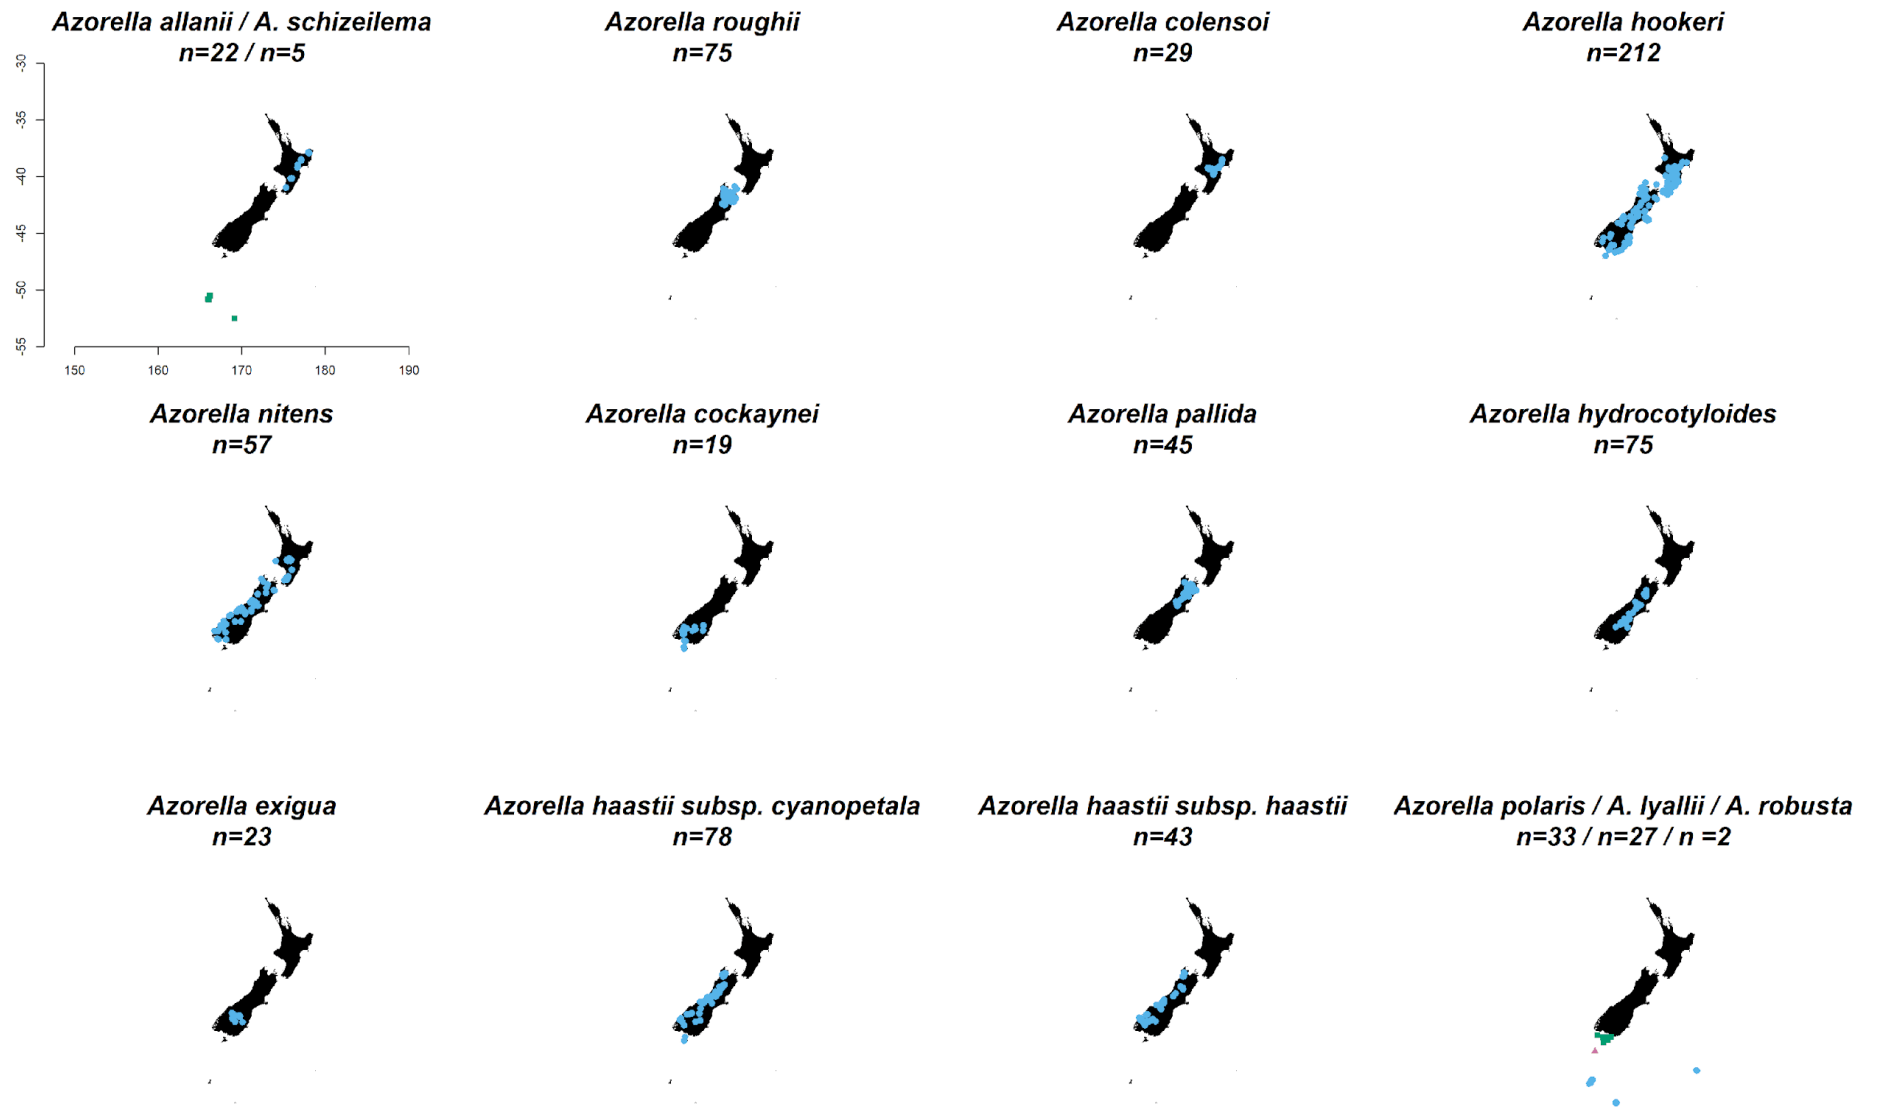 Azorella allanii / A. schizeilema
n=22 / n=5
Azorella roughii
n=75
Azorella colensoi
n=29
Azorella hookeri
n=212
-30
-35
-40
-45
-50
-55
150 160 170 180 190
Azorella nitens
n=57
Azorella cockaynei
n=19
Azorella pallida
n=45
Azorella hydrocotyloides
n=75
Azorella exigua
n=23
Azorella haastii subsp. cyanopetala
n=78
Azorella haastii subsp. haastii
n=43
Azorella polaris / A. lyallii / A. robusta
n=33 / n=27 / n =2